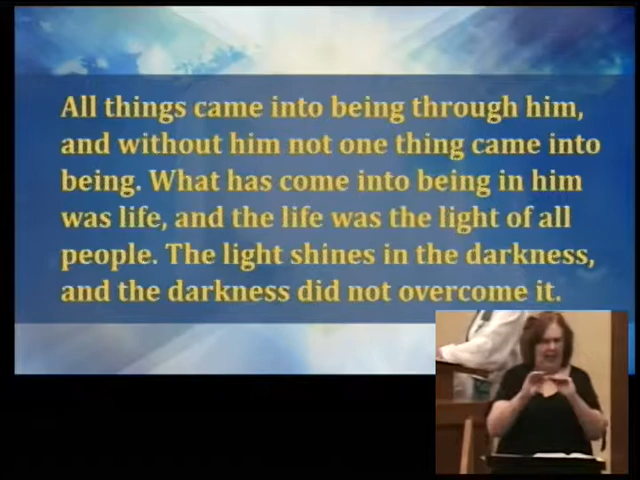 All things came into being through him,
and without him not one thing came into
being. What has come into being in him
was life, and the life was the light of all
people. The light shines in the darkness,
and the darkness did not overcome it.